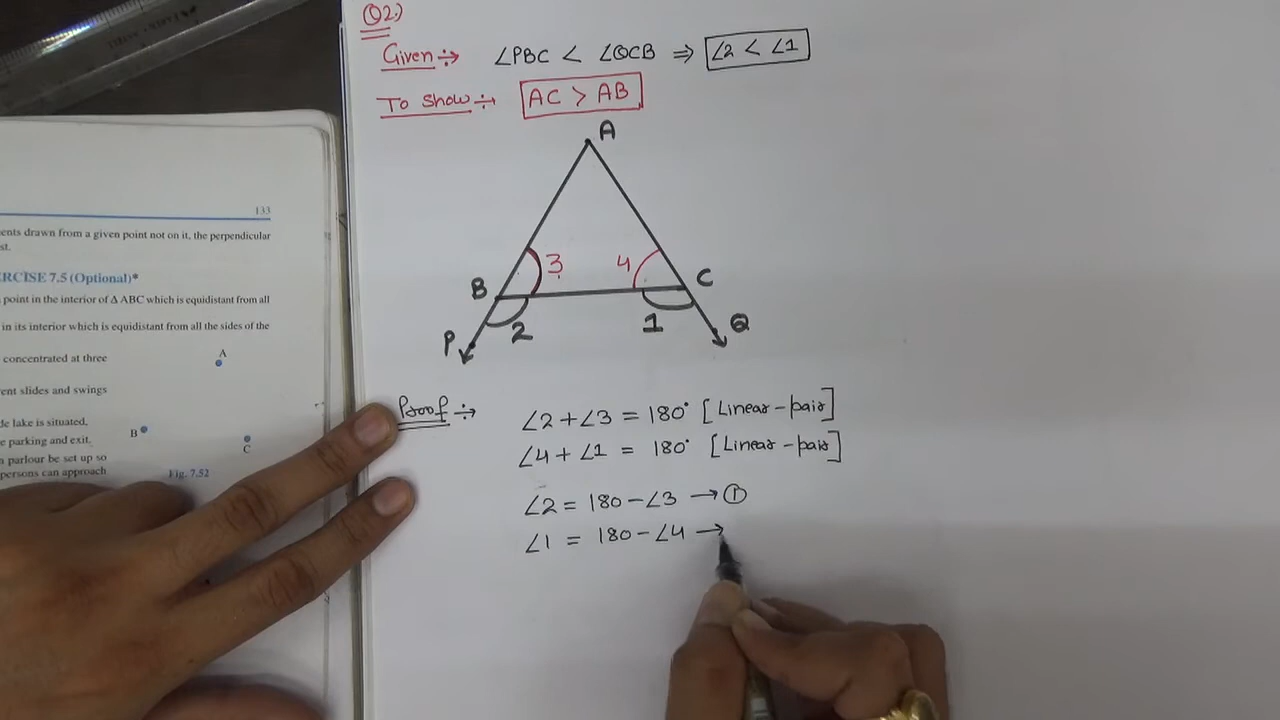 133
ents drawn from a given point not on it, the perpendicular
st.
ERCISE 7.5 (Optional)*
point in the interior of Δ ABC which is equidistant from all
in its interior which is equidistant from all the sides of the
concentrated at three
ent slides and swings
de lake is situated,
e parking and exit.
parlour be set up so
persons can approach
A
B
C
Fig. 7.52
Q2.)
Given ÷> ∠PBC < ∠QCB ⇒ ∠2 < ∠1
To show ÷ AC > AB
A
3 4
B C
2 1
P Q
Proof ÷> ∠2 + ∠3 = 180° [Linear-pair]
∠4 + ∠1 = 180° [Linear-pair]
∠2 = 180 - ∠3 → ①
∠1 = 180 - ∠4 →